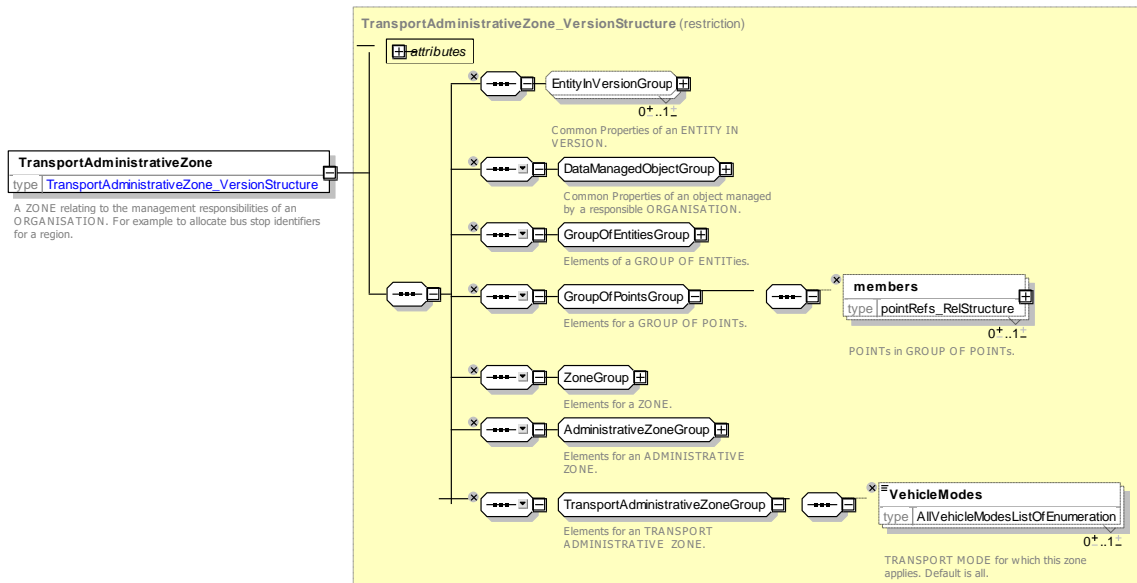 TransportAdministrativeZone_VersionStructure (restriction)
attributes
EntityInVersionGroup
0..1
Common Properties of an ENTITY IN
VERSION.
TransportAdministrativeZone
type TransportAdministrativeZone_VersionStructure
A ZONE relating to the management responsibilities of an
ORGANISATION. For example to allocate bus stop identifiers
for a region.
DataManagedObjectGroup
Common Properties of an object managed
by a responsible ORGANISATION.
GroupOfEntitiesGroup
Elements of a GROUP OF ENTITies.
GroupOfPointsGroup
Elements for a GROUP OF POINTs.
members
type pointRefs_RelStructure
0..1
POINTs in GROUP OF POINTs.
ZoneGroup
Elements for a ZONE.
AdministrativeZoneGroup
Elements for an ADMINISTRATIVE
ZONE.
TransportAdministrativeZoneGroup
Elements for an TRANSPORT
ADMINISTRATIVE ZONE.
VehicleModes
type AllVehicleModesListOfEnumeration
0..1
TRANSPORT MODE for which this zone
applies. Default is all.